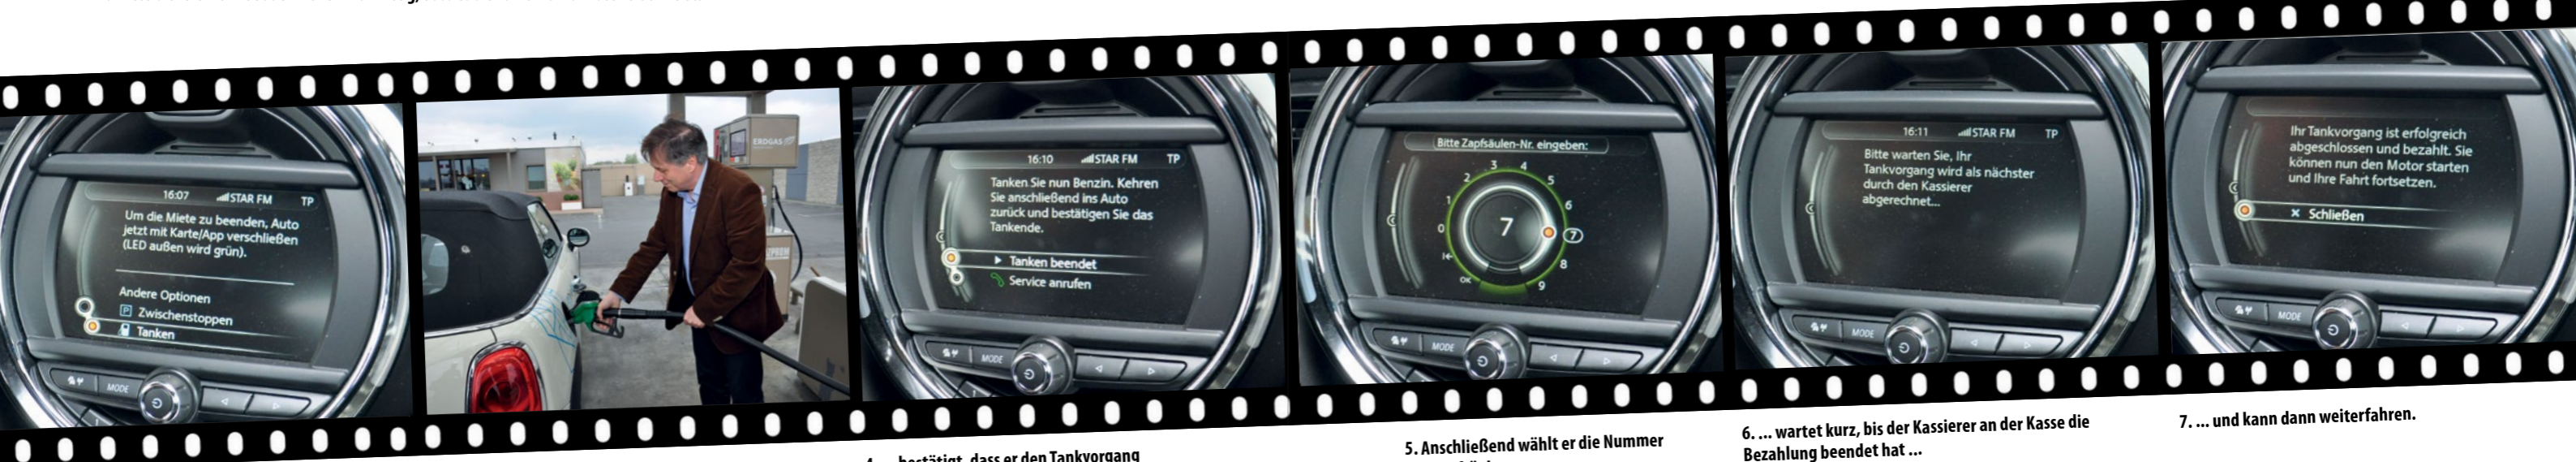 16:07 STAR FM TP
Um die Miete zu beenden, Auto
jetzt mit Karte/App verschließen
(LED außen wird grün).
Andere Optionen
P Zwischenstoppen
Tanken
MODE
ERDGAS
16:10 STAR FM TP
Tanken Sie nun Benzin. Kehren
Sie anschließend ins Auto
zurück und bestätigen Sie das
Tankende.
Tanken beendet
Service anrufen
MODE
Bitte Zapfsäulen-Nr. eingeben:
0 1 2 3 4 5 6 7 8 9
7
OK
MODE
16:11 STAR FM TP
Bitte warten Sie, Ihr
Tankvorgang wird als nächster
durch den Kassierer
abgerechnet...
MODE
Ihr Tankvorgang ist erfolgreich
abgeschlossen und bezahlt. Sie
können nun den Motor starten
und Ihre Fahrt fortsetzen.
Schließen
MODE
bestätigt, dass er den Tankvorgang
5. Anschließend wählt er die Nummer
6. ... wartet kurz, bis der Kassierer an der Kasse die
Bezahlung beendet hat ...
7. ... und kann dann weiterfahren.